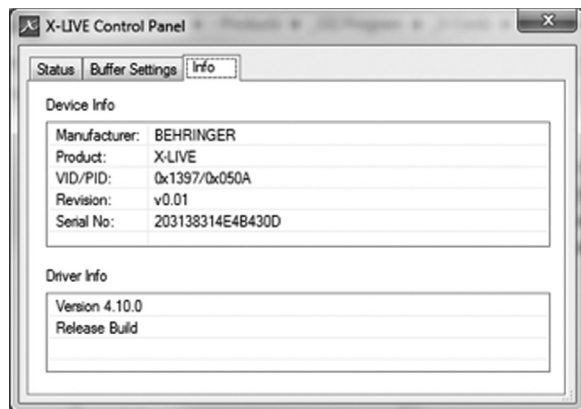 X-LIVE Control Panel
Status Buffer Settings Info
Device Info
Manufacturer: BEHRINGER
Product: X-LIVE
VID/PID: 0x1397/0x050A
Revision: v0.01
Serial No: 203138314E4B430D
Driver Info
Version 4.10.0
Release Build